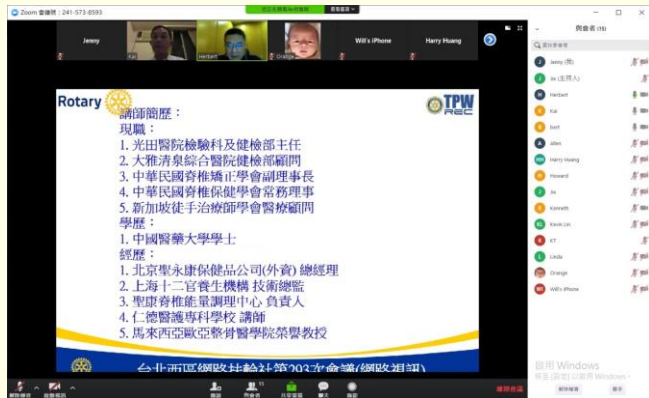 Zoom 會議號：241-573-8593
例會者 (15)
Jenny
Kai
Herbert
Orange
Will's iPhone
Harry Huang
Rotary
TPW
REC
講師簡歷：
現職：
1. 光田醫院檢驗科及健檢部主任
2. 大雅清泉綜合醫院健檢部顧問
3. 中華民國脊椎矯正學會副理事長
4. 中華民國脊椎保健學會常務理事
5. 新加坡徒手治療師學會醫療顧問
學歷：
1. 中國醫藥大學學士
經歷：
1. 北京聖永康保健品公司(外資) 總經理
2. 上海十二官養生機構 技術總監
3. 聖康脊椎能量調理中心 負責人
4. 仁德醫護專科學校 講師
5. 馬來西亞歐亞整骨醫學院榮譽教授
台北西區網路扶輪社第203次會議(網路視訊)
Jenny (我)
Jie (主持人)
Herbert
Kai
bert
Allen
Harry Huang
Howard
Jie
Kenneth
Kevin Lin
KT
Linda
Orange
Will's iPhone
啟用 Windows
解除靜音